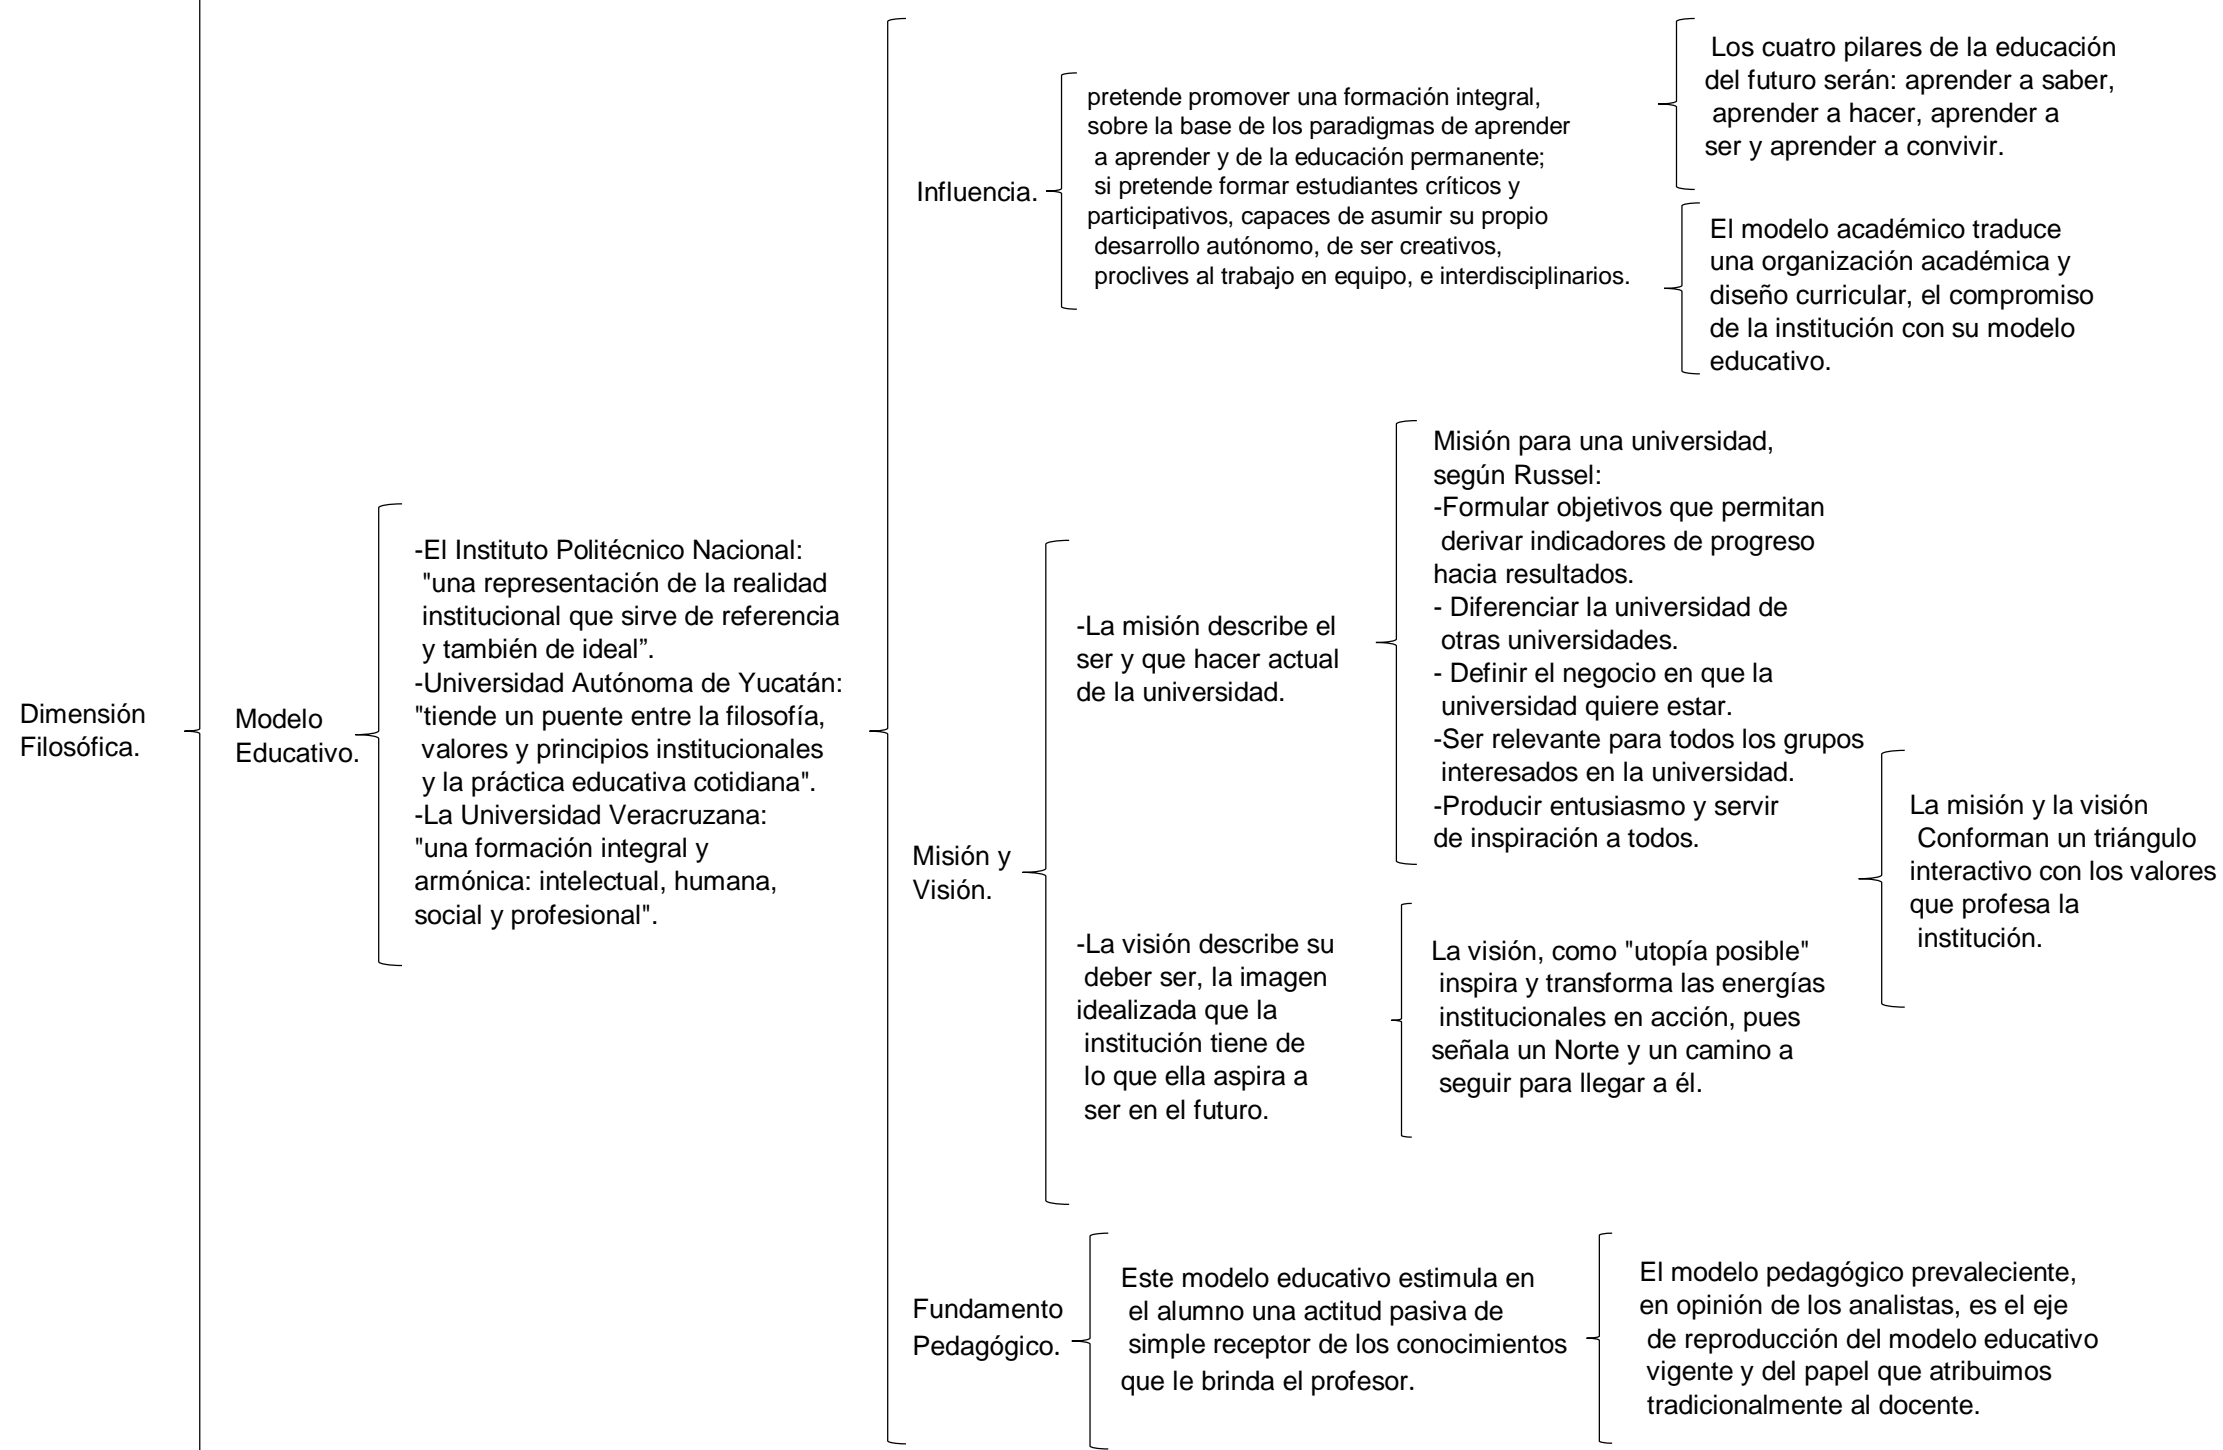 Dimensión
Filosófica.
Modelo
Educativo.
-El Instituto Politécnico Nacional:
"una representación de la realidad
institucional que sirve de referencia
y también de ideal”.
-Universidad Autónoma de Yucatán:
"tiende un puente entre la filosofía,
valores y principios institucionales
y la práctica educativa cotidiana".
-La Universidad Veracruzana:
"una formación integral y
armónica: intelectual, humana,
social y profesional".
Influencia.
pretende promover una formación integral,
sobre la base de los paradigmas de aprender
a aprender y de la educación permanente;
si pretende formar estudiantes críticos y
participativos, capaces de asumir su propio
desarrollo autónomo, de ser creativos,
proclives al trabajo en equipo, e interdisciplinarios.
Los cuatro pilares de la educación
del futuro serán: aprender a saber,
aprender a hacer, aprender a
ser y aprender a convivir.
El modelo académico traduce
una organización académica y
diseño curricular, el compromiso
de la institución con su modelo
educativo.
Misión y
Visión.
-La misión describe el
ser y que hacer actual
de la universidad.
Misión para una universidad,
según Russel:
-Formular objetivos que permitan
derivar indicadores de progreso
hacia resultados.
- Diferenciar la universidad de
otras universidades.
- Definir el negocio en que la
universidad quiere estar.
-Ser relevante para todos los grupos
interesados en la universidad.
-Producir entusiasmo y servir
de inspiración a todos.
-La visión describe su
deber ser, la imagen
idealizada que la
institución tiene de
lo que ella aspira a
ser en el futuro.
La visión, como "utopía posible"
inspira y transforma las energías
institucionales en acción, pues
señala un Norte y un camino a
seguir para llegar a él.
La misión y la visión
Conforman un triángulo
interactivo con los valores
que profesa la
institución.
Fundamento
Pedagógico.
Este modelo educativo estimula en
el alumno una actitud pasiva de
simple receptor de los conocimientos
que le brinda el profesor.
El modelo pedagógico prevaleciente,
en opinión de los analistas, es el eje
de reproducción del modelo educativo
vigente y del papel que atribuimos
tradicionalmente al docente.